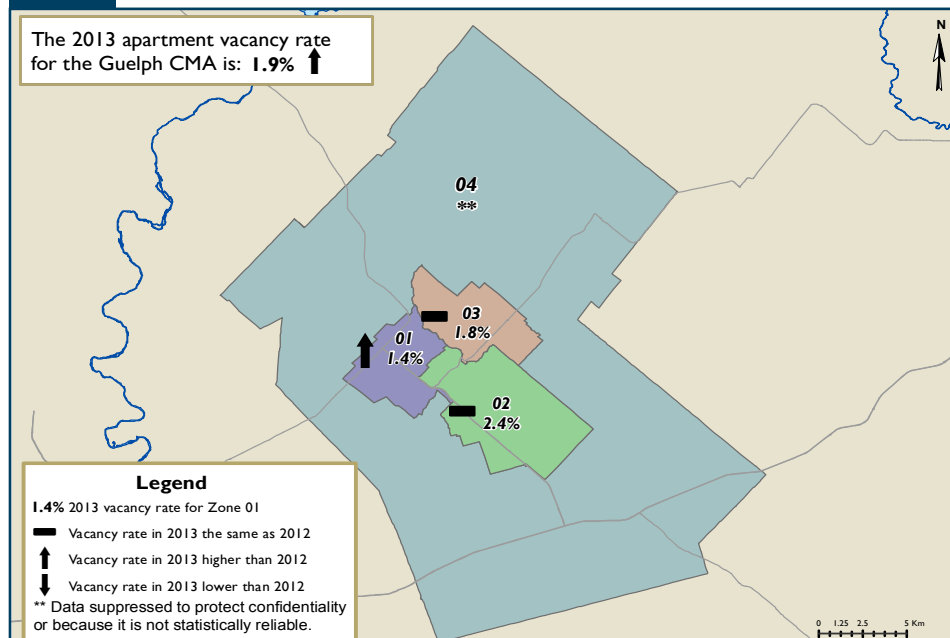 The 2013 apartment vacancy rate
for the Guelph CMA is: 1.9%
N
04
**
03
1.8%
01
1.4%
02
2.4%
Legend
1.4% 2013 vacancy rate for Zone 01
Vacancy rate in 2013 the same as 2012
Vacancy rate in 2013 higher than 2012
Vacancy rate in 2013 lower than 2012
** Data suppressed to protect confidentiality
or because it is not statistically reliable.
0 1.25 2.5 5 Km